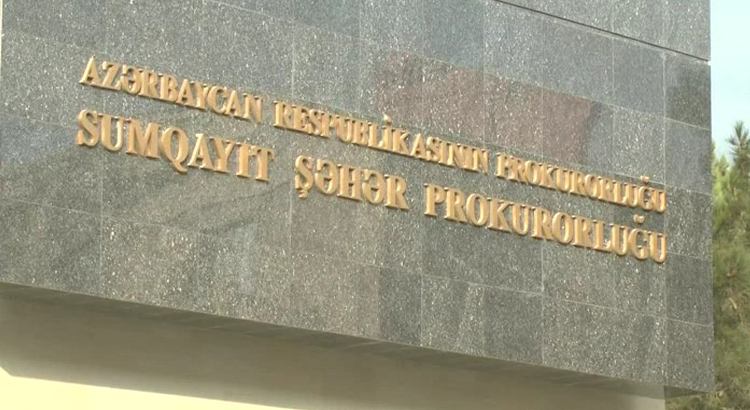 AZƏRBAYCAN RESPUBLİKASININ PROKURORLUĞU
SUMQAYIT ŞƏHƏR PROKURORLUĞU